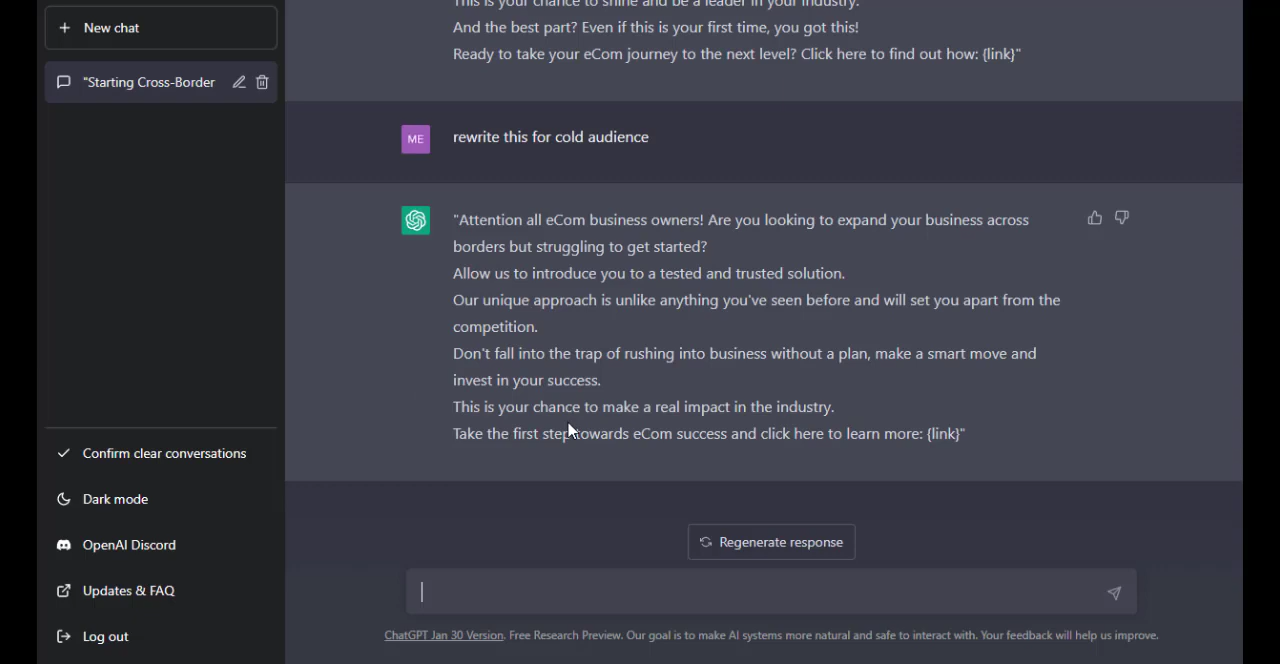 This is your chance to shine and be a leader in your industry.
And the best part? Even if this is your first time, you got this!
Ready to take your eCom journey to the next level? Click here to find out how: {link}"
New chat
"Starting Cross-Border
ME
rewrite this for cold audience
"Attention all eCom business owners! Are you looking to expand your business across
borders but struggling to get started?
Allow us to introduce you to a tested and trusted solution.
Our unique approach is unlike anything you've seen before and will set you apart from the
competition.
Don't fall into the trap of rushing into business without a plan, make a smart move and
invest in your success.
This is your chance to make a real impact in the industry.
Take the first step towards eCom success and click here to learn more: {link}"
Confirm clear conversations
Dark mode
OpenAI Discord
Updates & FAQ
Log out
Regenerate response
ChatGPT Jan 30 Version. Free Research Preview. Our goal is to make AI systems more natural and safe to interact with. Your feedback will help us improve.